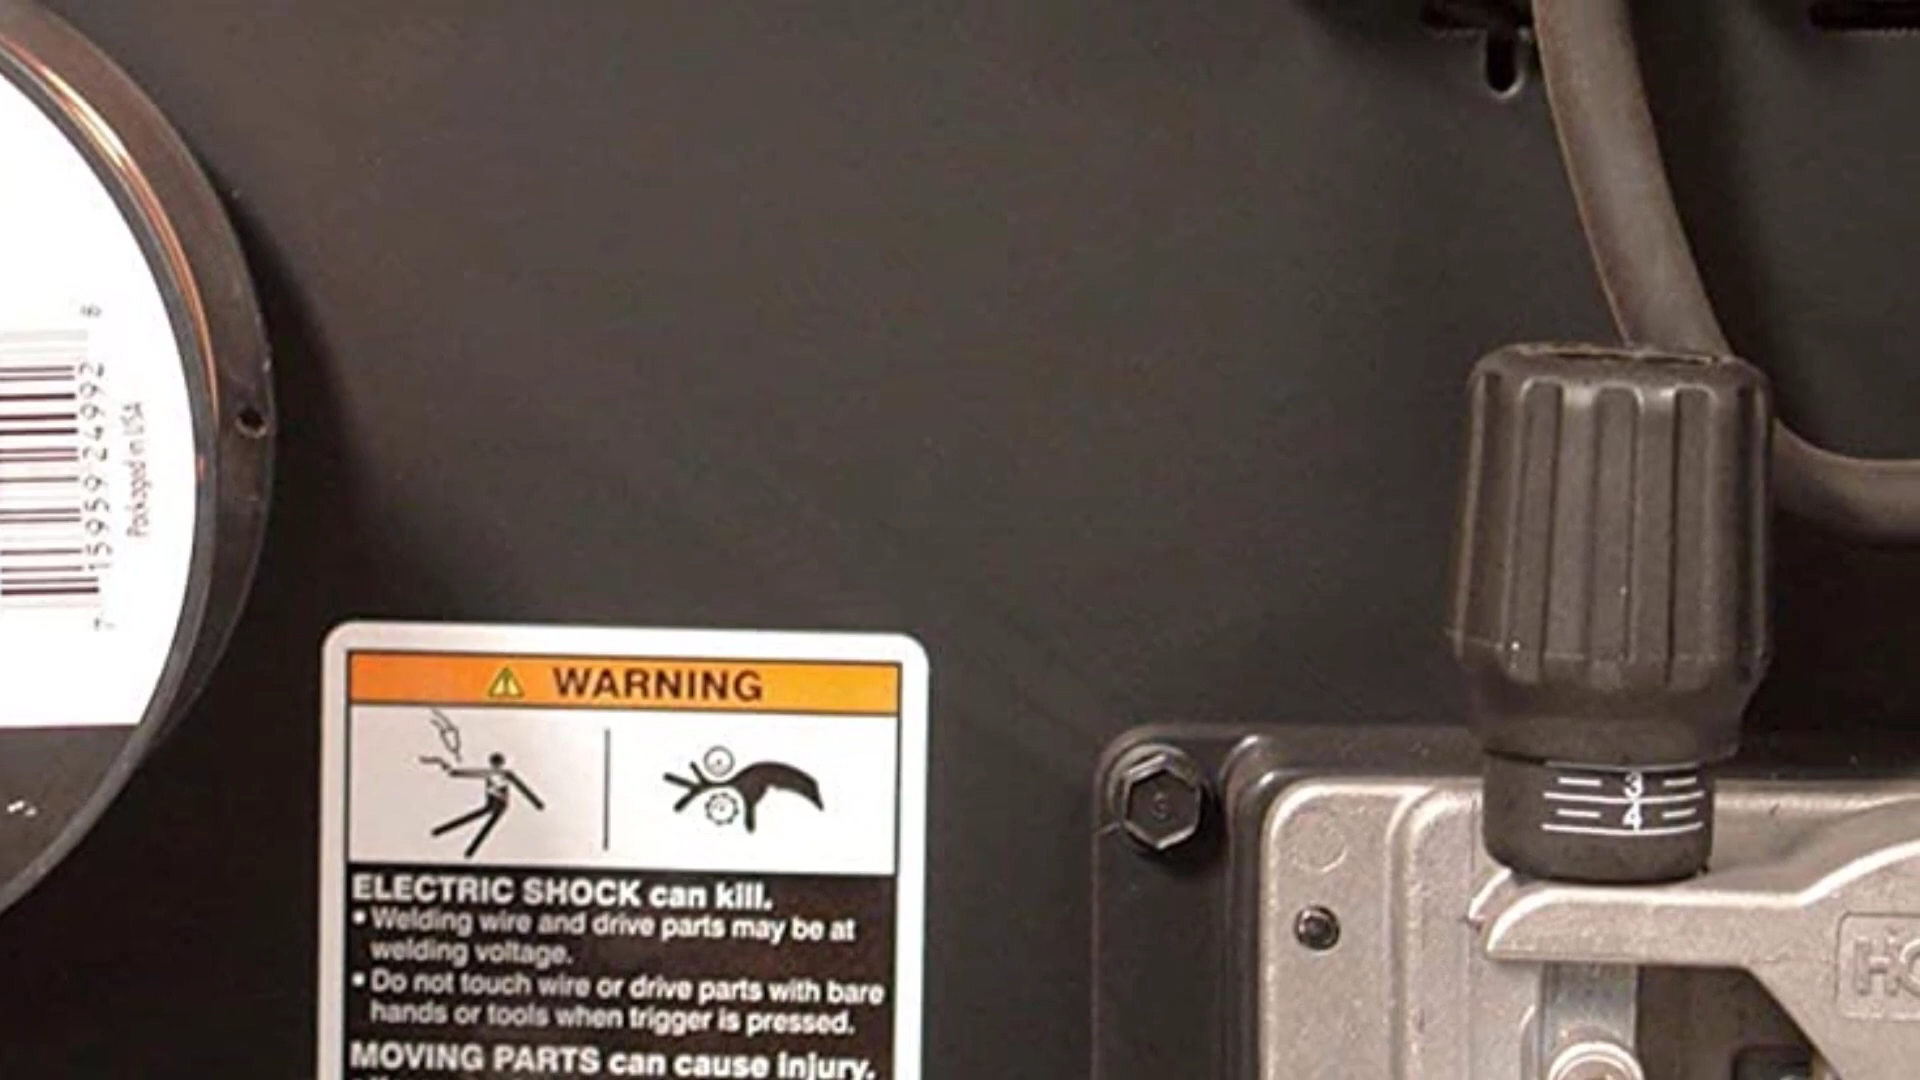 7 15959 24992 6
Packaged in USA
WARNING
ELECTRIC SHOCK can kill.
• Welding wire and drive parts may be at
welding voltage.
• Do not touch wire or drive parts with bare
hands or tools when trigger is pressed.
MOVING PARTS can cause injury.
3
4